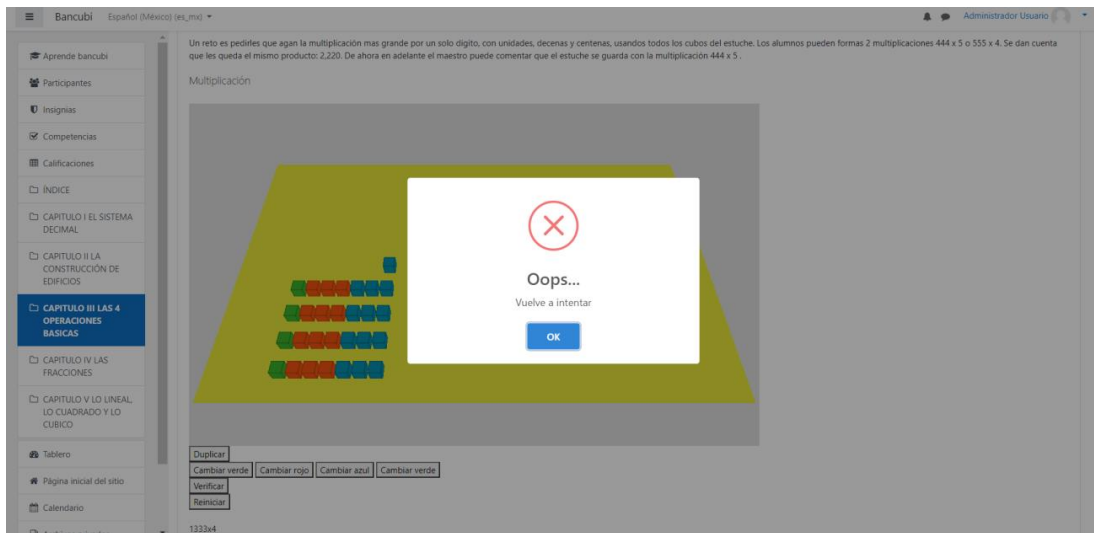 Bancubi Español (México) (es_mx)
Administrador Usuario
Aprende bancubi
Participantes
Insignias
Competencias
Calificaciones
ÍNDICE
CAPITULO I EL SISTEMA
DECIMAL
CAPITULO II LA
CONSTRUCCIÓN DE
EDIFICIOS
CAPITULO III LAS 4
OPERACIONES
BASICAS
CAPITULO IV LAS
FRACCIONES
CAPITULO V LO LINEAL,
LO CUADRADO Y LO
CUBICO
Tablero
Página inicial del sitio
Calendario
Un reto es pedirles que agan la multiplicación mas grande por un solo digito, con unidades, decenas y centenas, usandos todos los cubos del estuche. Los alumnos pueden formas 2 multiplicaciones 444 x 5 o 555 x 4. Se dan cuenta
que les queda el mismo producto: 2,220. De ahora en adelante el maestro puede comentar que el estuche se guarda con la multiplicación 444 x 5 .
Multiplicación
Oops...
Vuelve a intentar
OK
Duplicar
Cambiar verde Cambiar rojo Cambiar azul Cambiar verde
Verificar
Reiniciar
1333x4